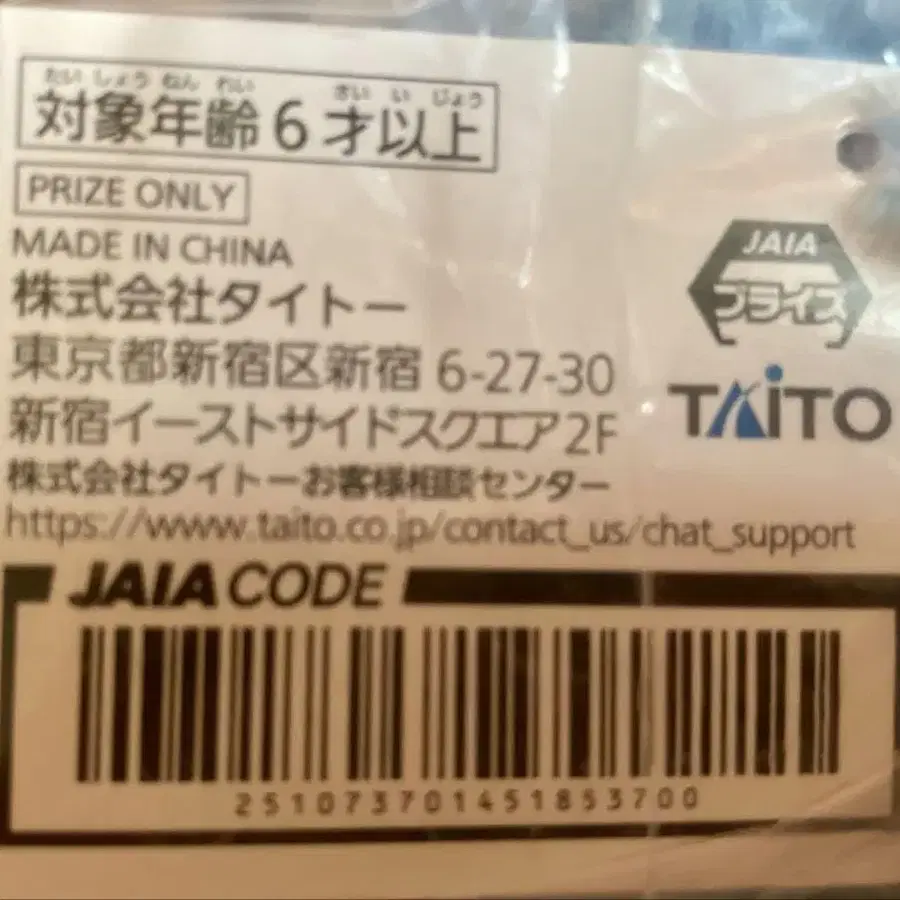 たいしょうねんれい さいいじょう
対象年齢6才以上
PRIZE ONLY
MADE IN CHINA
株式会社タイトー
東京都新宿区新宿 6-27-30
新宿イーストサイドスクエア2F
株式会社タイトーお客様相談センター
https://www.taito.co.jp/contact_us/chat_support
JAIA
プライズ
TAITO
JAIA CODE
251073701451853700